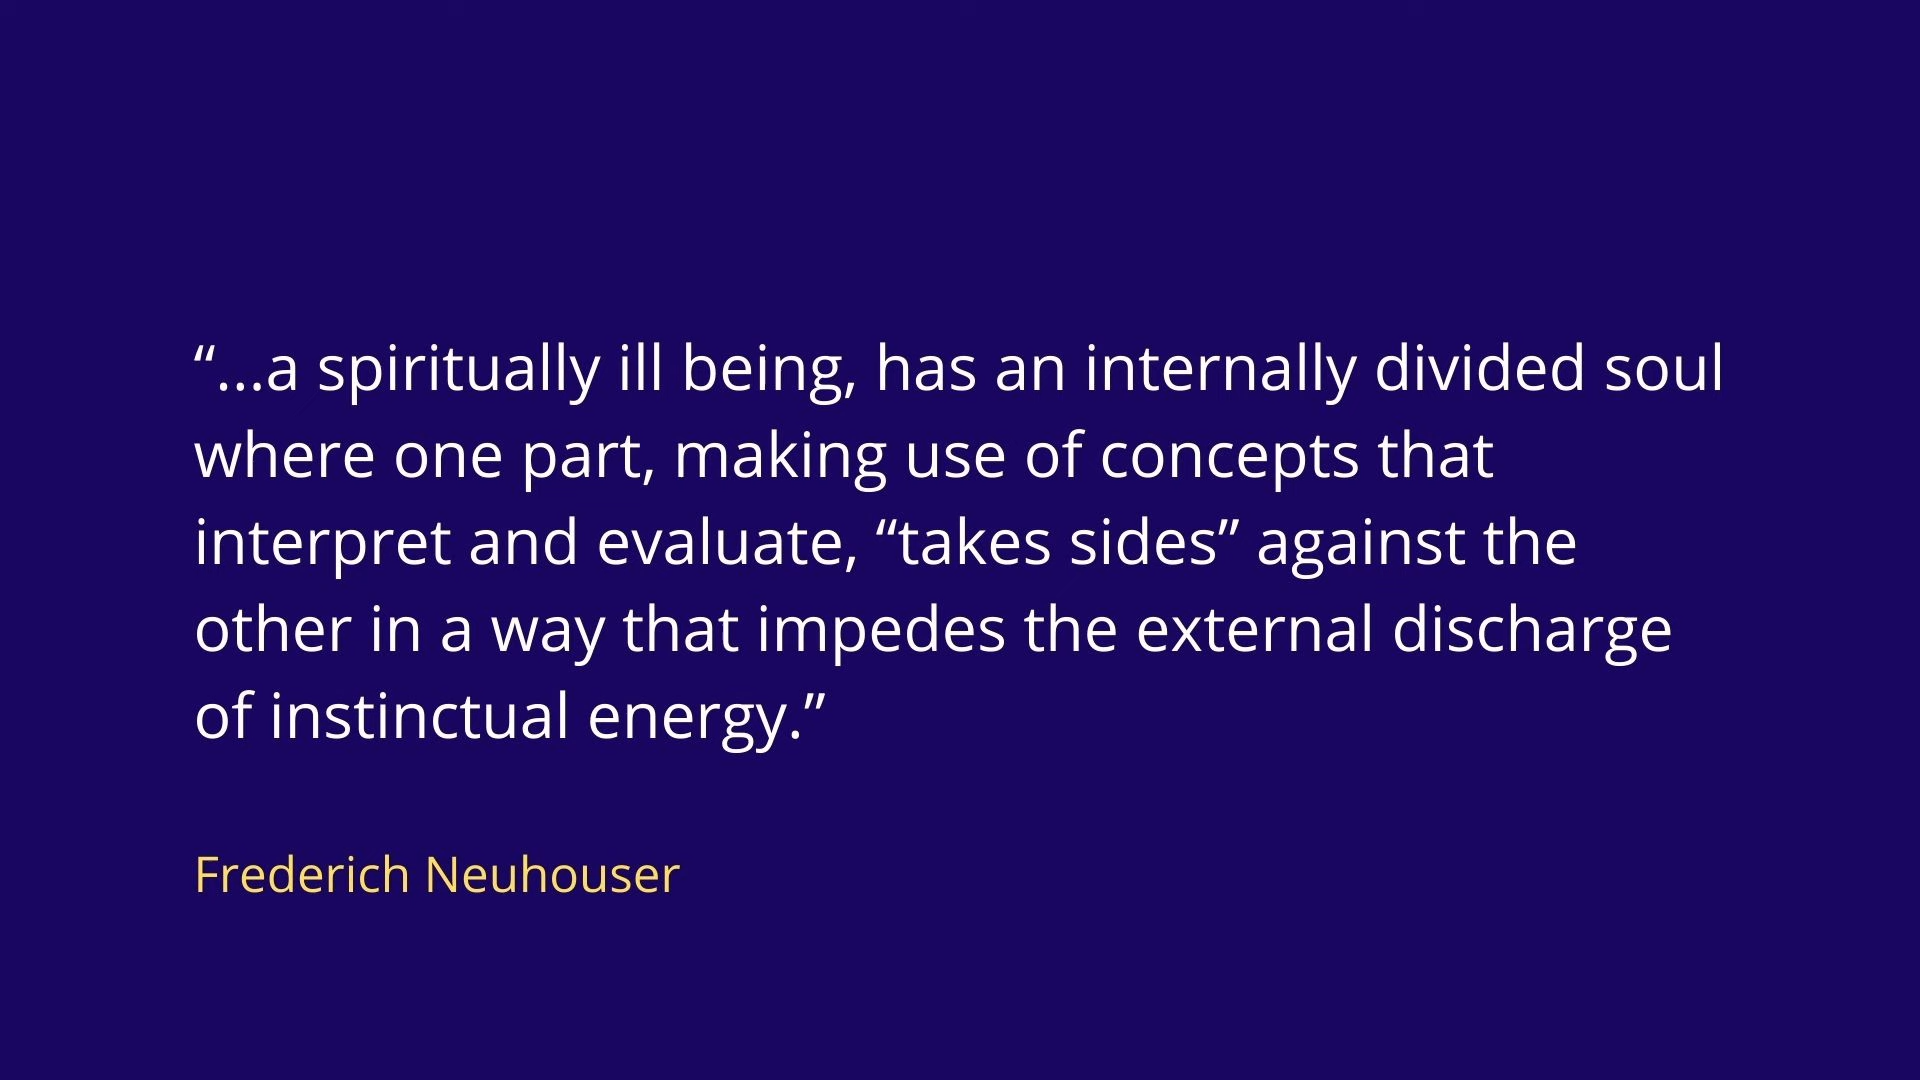 “...a spiritually ill being, has an internally divided soul
where one part, making use of concepts that
interpret and evaluate, “takes sides” against the
other in a way that impedes the external discharge
of instinctual energy.”
Frederich Neuhouser